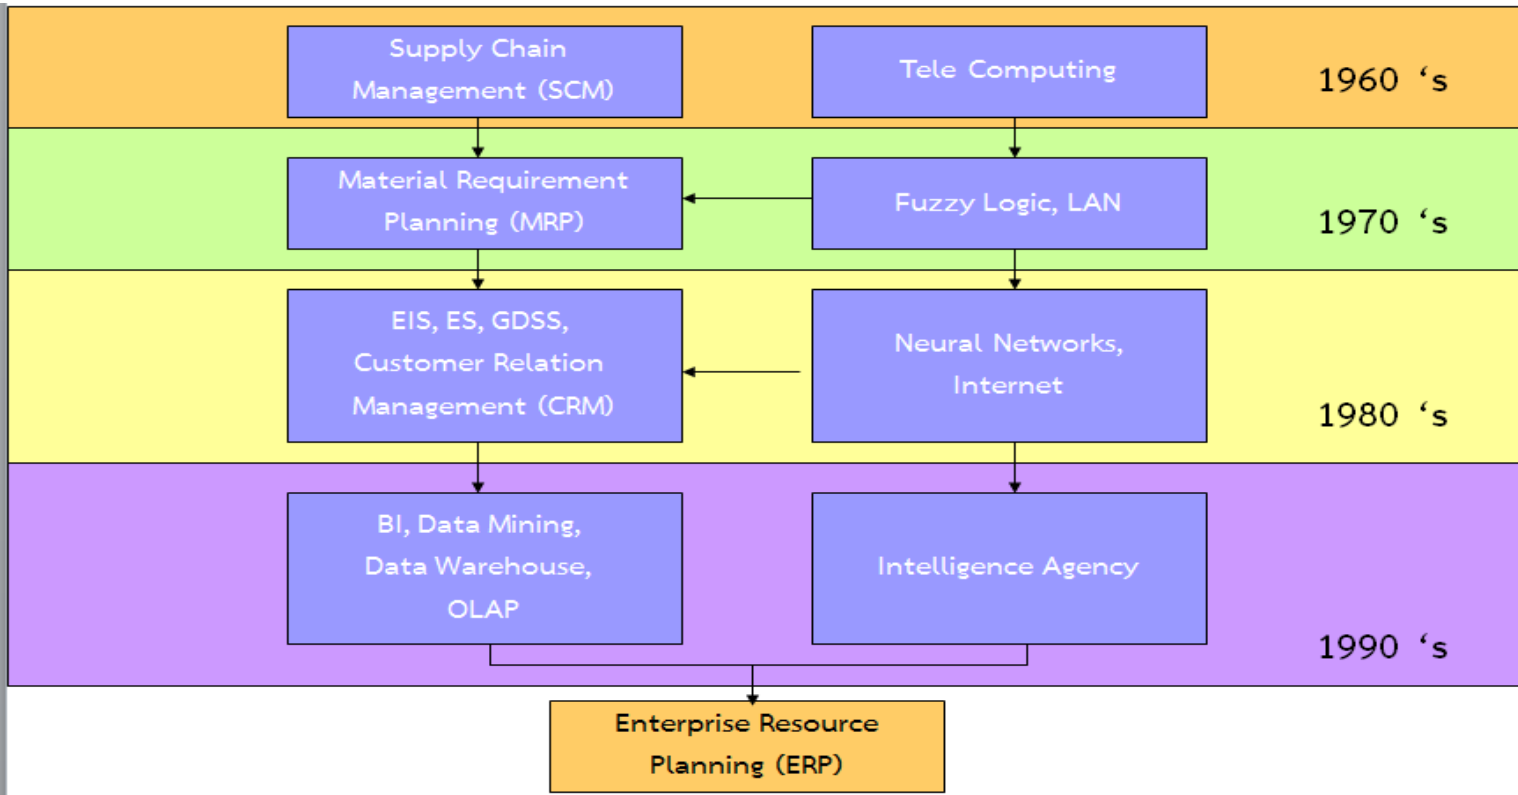 Supply Chain
Management (SCM)
Tele Computing
1960 ‘s
Material Requirement
Planning (MRP)
Fuzzy Logic, LAN
1970 ‘s
EIS, ES, GDSS,
Customer Relation
Management (CRM)
Neural Networks,
Internet
1980 ‘s
BI, Data Mining,
Data Warehouse,
OLAP
Intelligence Agency
1990 ‘s
Enterprise Resource
Planning (ERP)